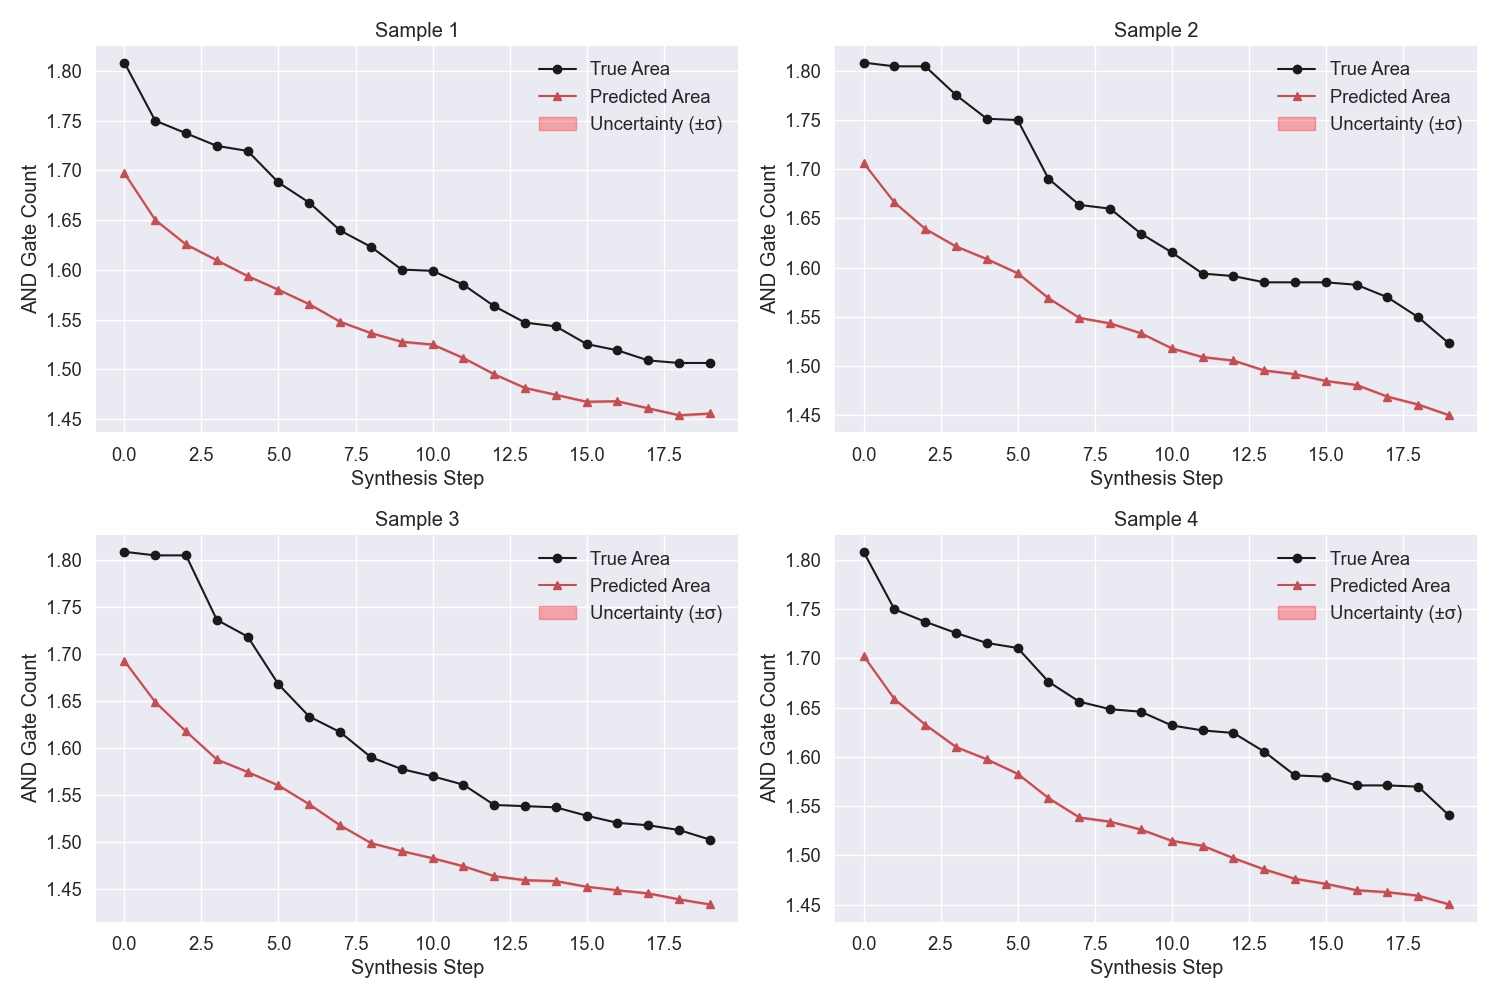 Sample 1
True Area
Predicted Area
Uncertainty (±σ)
AND Gate Count
1.80
1.75
1.70
1.65
1.60
1.55
1.50
1.45
0.0 2.5 5.0 7.5 10.0 12.5 15.0 17.5
Synthesis Step
Sample 2
True Area
Predicted Area
Uncertainty (±σ)
AND Gate Count
1.80
1.75
1.70
1.65
1.60
1.55
1.50
1.45
0.0 2.5 5.0 7.5 10.0 12.5 15.0 17.5
Synthesis Step
Sample 3
True Area
Predicted Area
Uncertainty (±σ)
AND Gate Count
1.80
1.75
1.70
1.65
1.60
1.55
1.50
1.45
0.0 2.5 5.0 7.5 10.0 12.5 15.0 17.5
Synthesis Step
Sample 4
True Area
Predicted Area
Uncertainty (±σ)
AND Gate Count
1.80
1.75
1.70
1.65
1.60
1.55
1.50
1.45
0.0 2.5 5.0 7.5 10.0 12.5 15.0 17.5
Synthesis Step